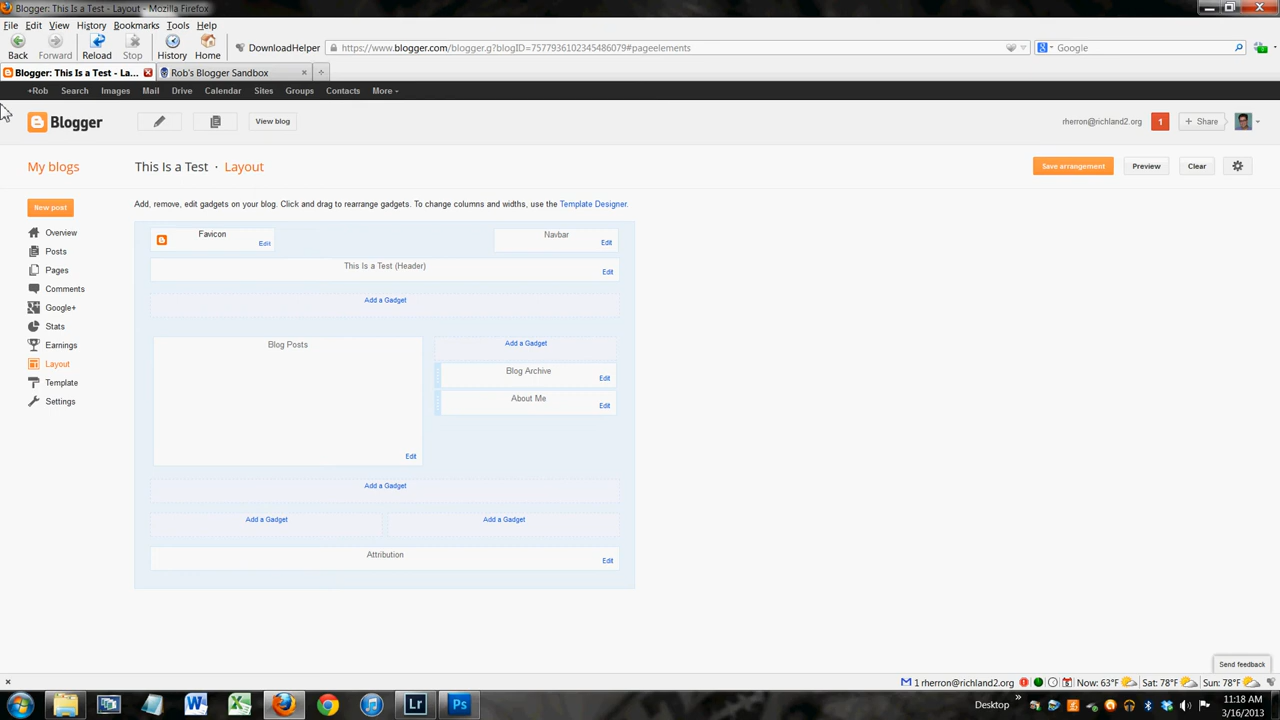 Blogger: This Is a Test - Layout - Mozilla Firefox
File Edit View History Bookmarks Tools Help
Back Forward Reload Stop History Home DownloadHelper https://www.blogger.com/blogger.g?blogID=7577936102345486079#pageelements Google
Blogger: This Is a Test - La... Rob's Blogger Sandbox
+Rob Search Images Mail Drive Calendar Sites Groups Contacts More
Blogger View blog rherron@richland2.org 1 + Share
My blogs This Is a Test · Layout Save arrangement Preview Clear
New post
Add, remove, edit gadgets on your blog. Click and drag to rearrange gadgets. To change columns and widths, use the Template Designer.
Overview
Posts
Pages
Comments
Google+
Stats
Earnings
Layout
Template
Settings
Favicon Edit
Navbar Edit
This Is a Test (Header) Edit
Add a Gadget
Blog Posts Edit
Add a Gadget
Blog Archive Edit
About Me Edit
Add a Gadget
Add a Gadget Add a Gadget
Attribution Edit
Send feedback
1 rherron@richland2.org Now: 63°F Sat: 78°F Sun: 78°F
W X Lr Ps Desktop » 11:18 AM
3/16/2013